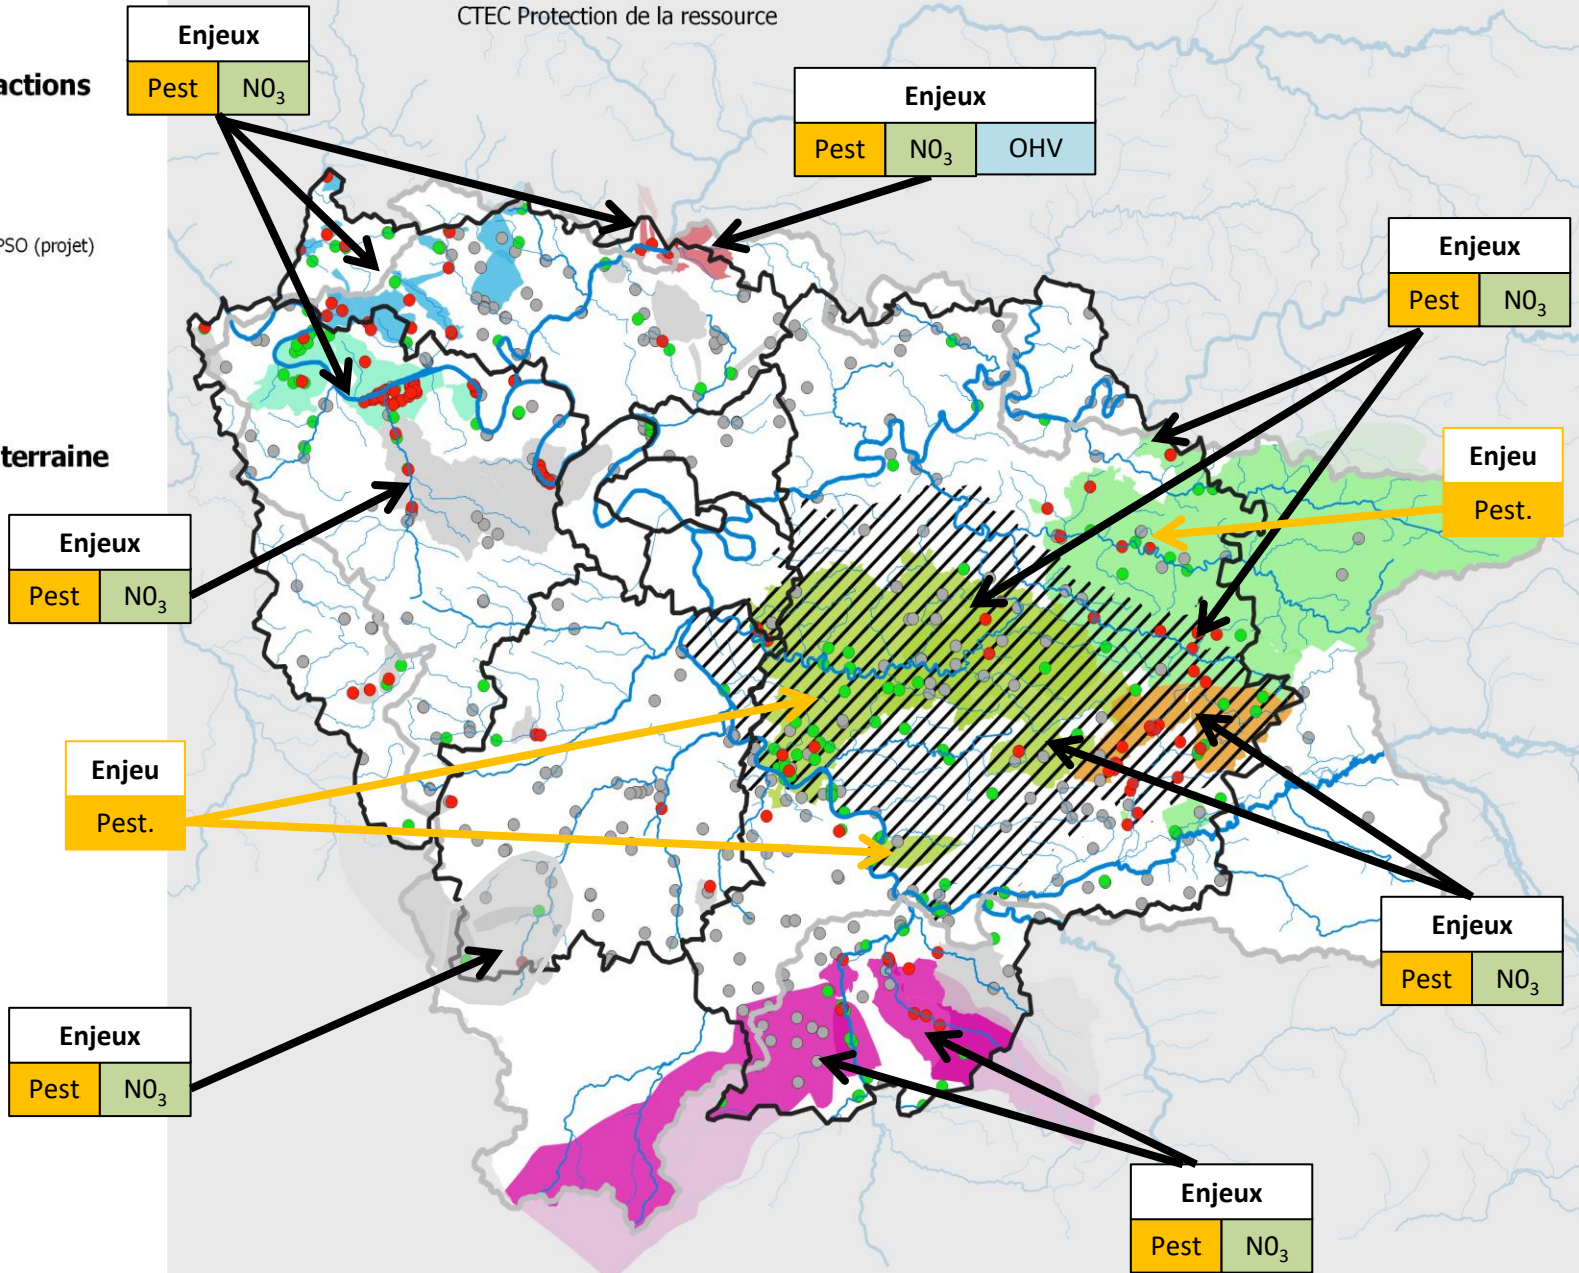 CTEC Protection de la ressource
Enjeux
Pest N0₃
actions
Enjeux
Pest N0₃ OHV
PSO (projet)
Enjeux
Pest N0₃
terraine
Enjeu
Pest.
Enjeux
Pest N0₃
Enjeu
Pest.
Enjeux
Pest N0₃
Enjeux
Pest N0₃
Enjeux
Pest N0₃